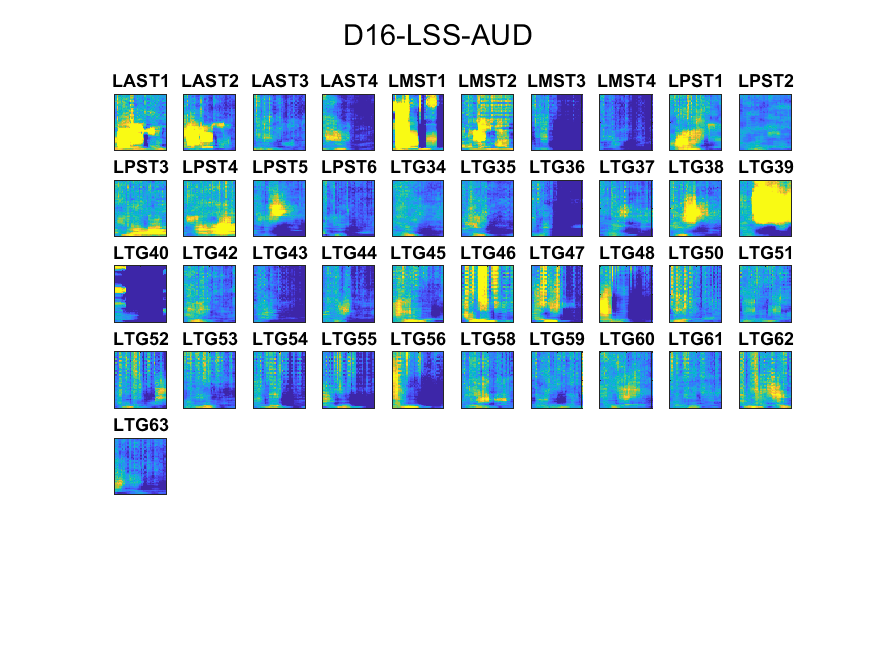 D16-LSS-AUD
LAST1 LAST2 LAST3 LAST4 LMST1 LMST2 LMST3 LMST4 LPST1 LPST2
LPST3 LPST4 LPST5 LPST6 LTG34 LTG35 LTG36 LTG37 LTG38 LTG39
LTG40 LTG42 LTG43 LTG44 LTG45 LTG46 LTG47 LTG48 LTG50 LTG51
LTG52 LTG53 LTG54 LTG55 LTG56 LTG58 LTG59 LTG60 LTG61 LTG62
LTG63